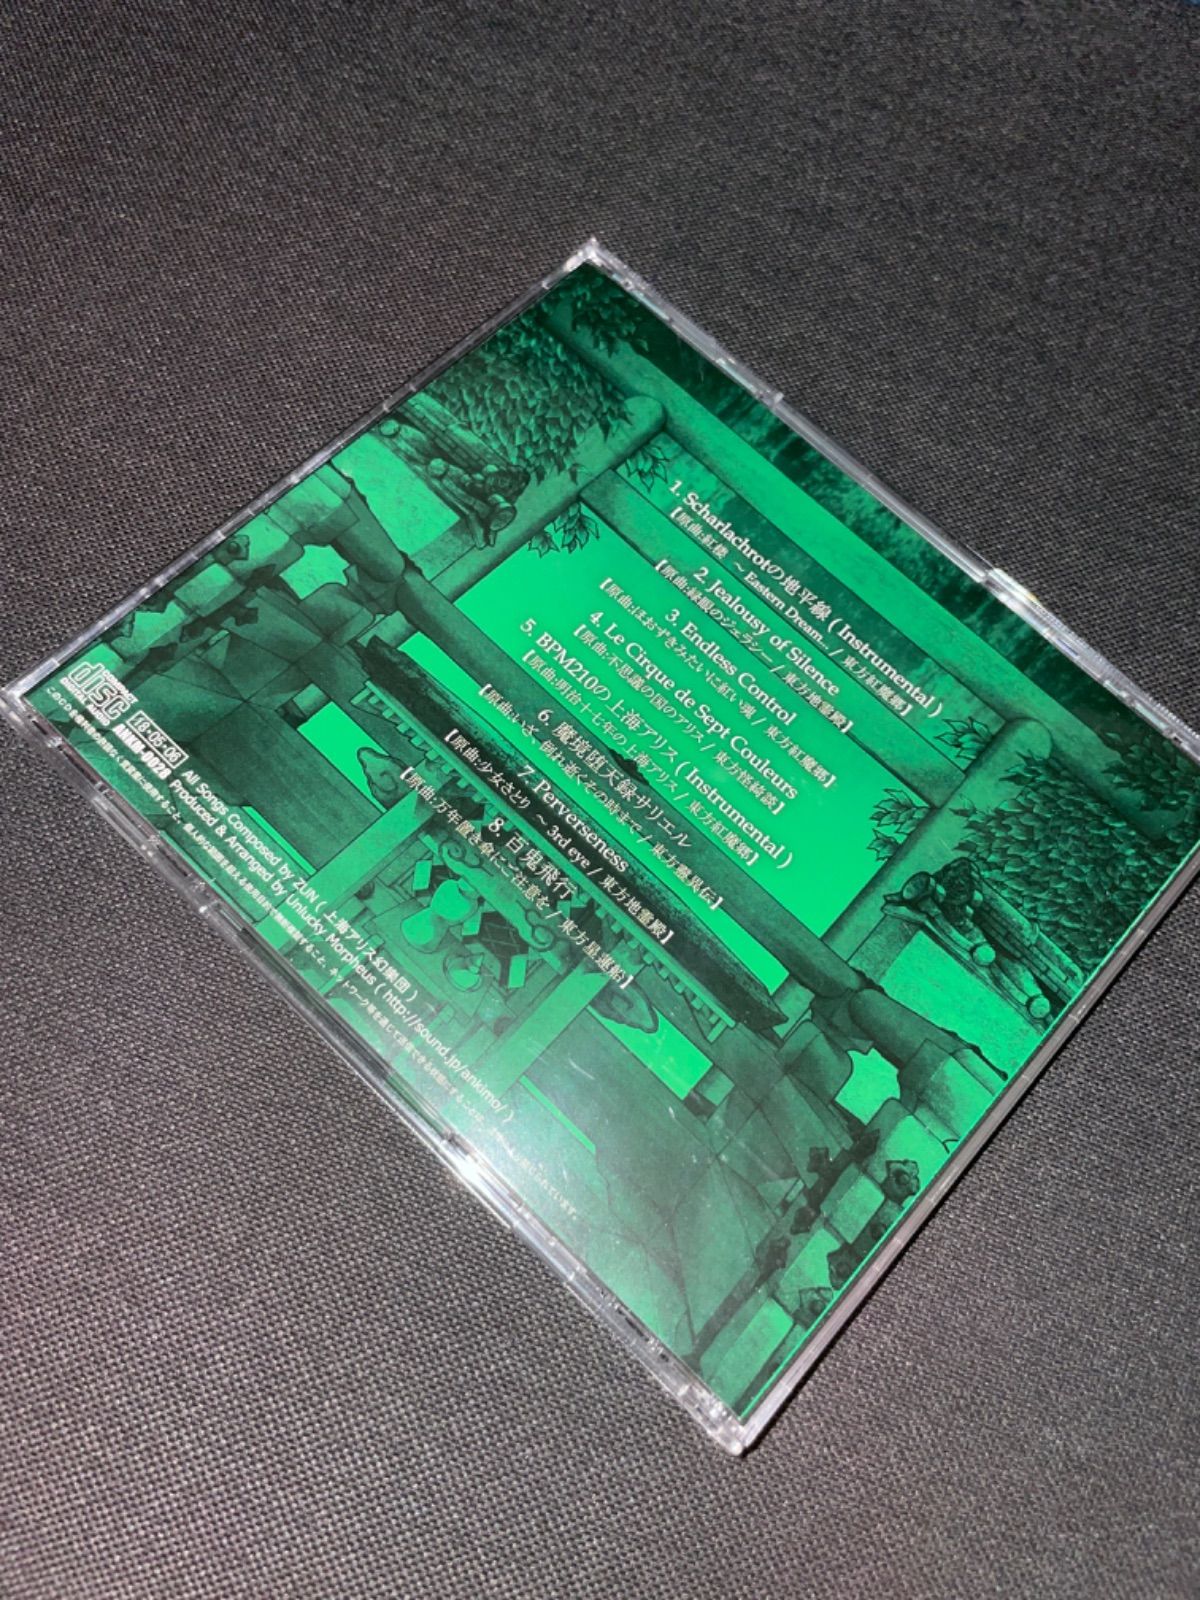 1. Scharlachrotの地平線 ( Instrumental )
【原曲:紅楼 ～ Eastern Dream... / 東方紅魔郷】
2. Jealousy of Silence
【原曲:緑眼のジェラシー / 東方地霊殿】
3. Endless Control
【原曲:ほおずきみたいに紅い魂 / 東方紅魔郷】
4. Le Cirque de Sept Couleurs
【原曲:不思議の国のアリス / 東方怪綺談】
5. BPM210の上海アリス ( Instrumental )
【原曲:明治十七年の上海アリス / 東方紅魔郷】
6. 魔境堕天録サリエル
【原曲:いざ、倒れ逝くその時まで / 東方靈異伝】
7. Perverseness
【原曲:少女さとり ～ 3rd eye / 東方地霊殿】
8. 百鬼飛行
【原曲:万年置き傘にご注意を / 東方星蓮船】
COMPACT disc DIGITAL AUDIO
ANKM-0028
All Songs Composed by ZUN ( 上海アリス幻樂団 )
Produced & Arranged by Unlucky Morpheus ( http://sound.jp/ankimo/ )